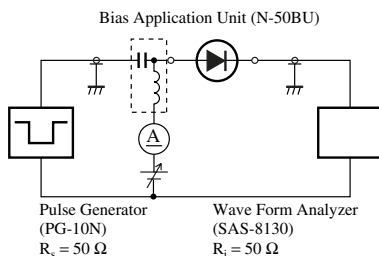 Bias Application Unit (N-50BU)
A
Pulse Generator
(PG-10N)
Rs = 50 Ω
Wave Form Analyzer
(SAS-8130)
Ri = 50 Ω